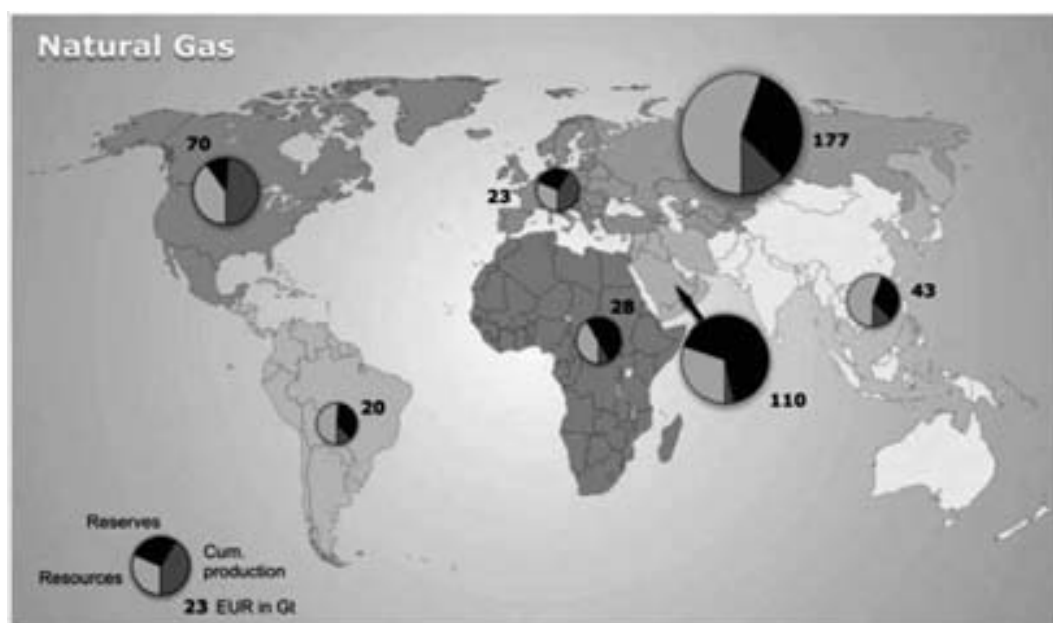 Natural Gas
70
177
23
43
28
110
20
Reserves
Cum.
production
Resources
23 EUR in Gt